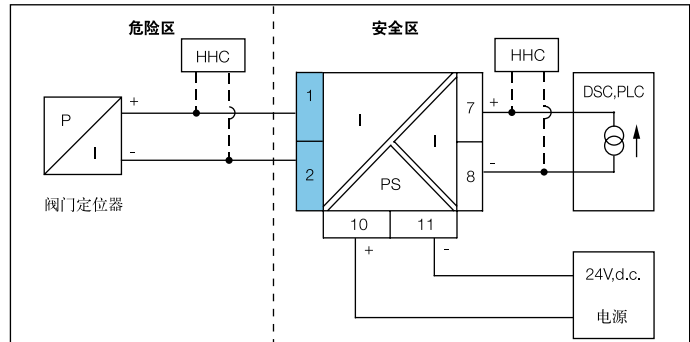 危险区
安全区
HHC
HHC
P
I
+
-
阀门定位器
1
2
I
I
PS
7
8
+
-
DSC,PLC
10
11
+
-
24V,d.c.
电源